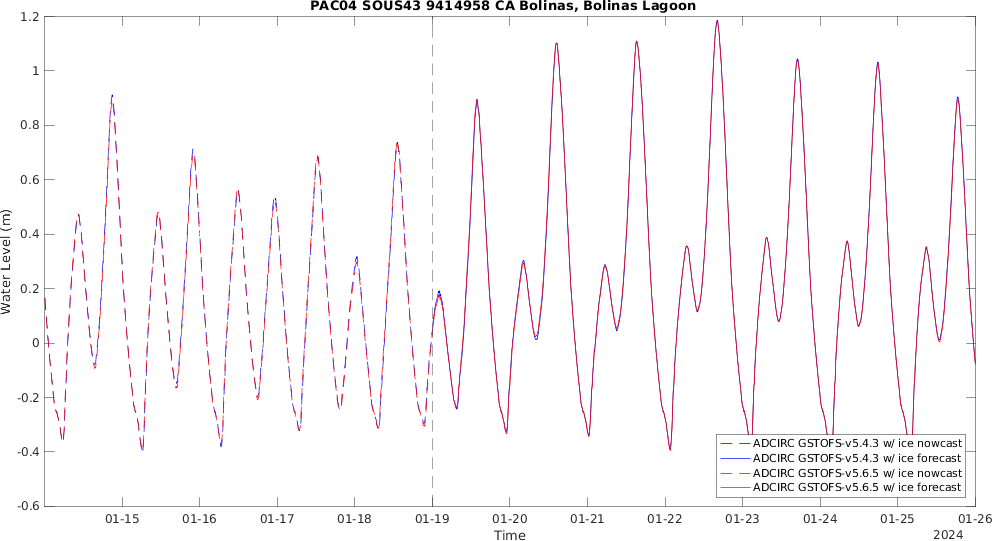 PAC04 SOUS43 9414958 CA Bolinas, Bolinas Lagoon
1.2
1
0.8
0.6
0.4
0.2
0
-0.2
-0.4
-0.6
Water Level (m)
ADCIRC GSTOFS-v5.4.3 w/ ice nowcast
ADCIRC GSTOFS-v5.4.3 w/ ice forecast
ADCIRC GSTOFS-v5.6.5 w/ ice nowcast
ADCIRC GSTOFS-v5.6.5 w/ ice forecast
01-15 01-16 01-17 01-18 01-19 01-20 01-21 01-22 01-23 01-24 01-25 01-26
Time
2024